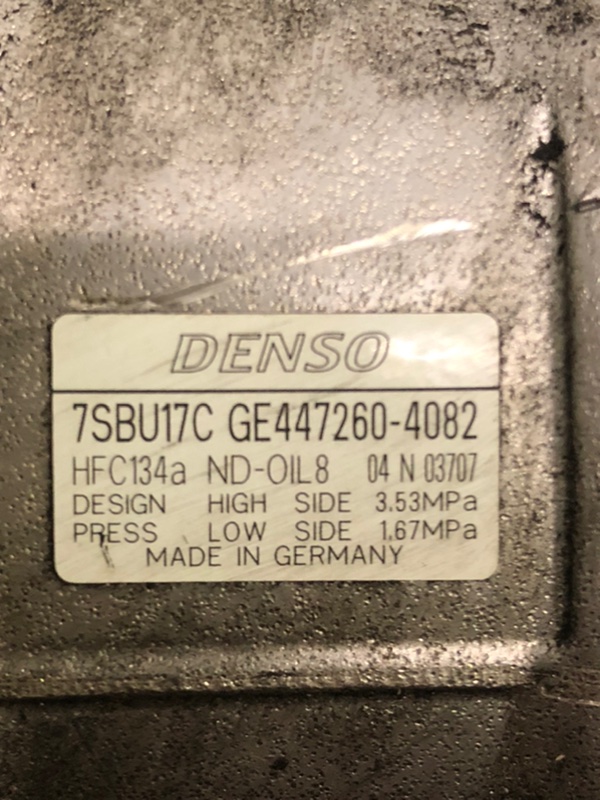 DENSO
7SBU17C GE447260-4082
HFC134a ND-OIL8 04 N 03707
DESIGN HIGH SIDE 3.53MPa
PRESS LOW SIDE 1.67MPa
MADE IN GERMANY